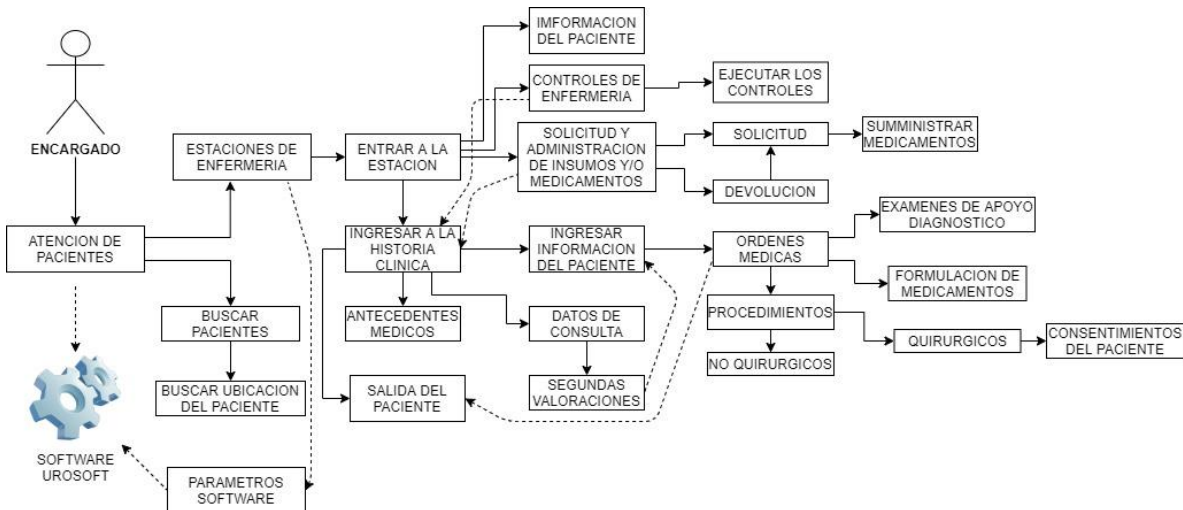 IMFORMACION
DEL PACIENTE
CONTROLES DE
ENFERMERIA
EJECUTAR LOS
CONTROLES
ENCARGADO
ESTACIONES DE
ENFERMERIA
ENTRAR A LA
ESTACION
SOLICITUD Y
ADMINISTRACION
DE INSUMOS Y/O
MEDICAMENTOS
SOLICITUD
SUMMINISTRAR
MEDICAMENTOS
DEVOLUCION
ATENCION DE
PACIENTES
INGRESAR A LA
HISTORIA
CLINICA
INGRESAR
INFORMACION
DEL PACIENTE
ORDENES
MEDICAS
EXAMENES DE APOYO
DIAGNOSTICO
FORMULACION DE
MEDICAMENTOS
BUSCAR
PACIENTES
ANTECEDENTES
MEDICOS
DATOS DE
CONSULTA
PROCEDIMIENTOS
QUIRURGICOS
CONSENTIMIENTOS
DEL PACIENTE
NO QUIRURGICOS
BUSCAR UBICACION
DEL PACIENTE
SALIDA DEL
PACIENTE
SEGUNDAS
VALORACIONES
SOFTWARE
UROSOFT
PARAMETROS
SOFTWARE